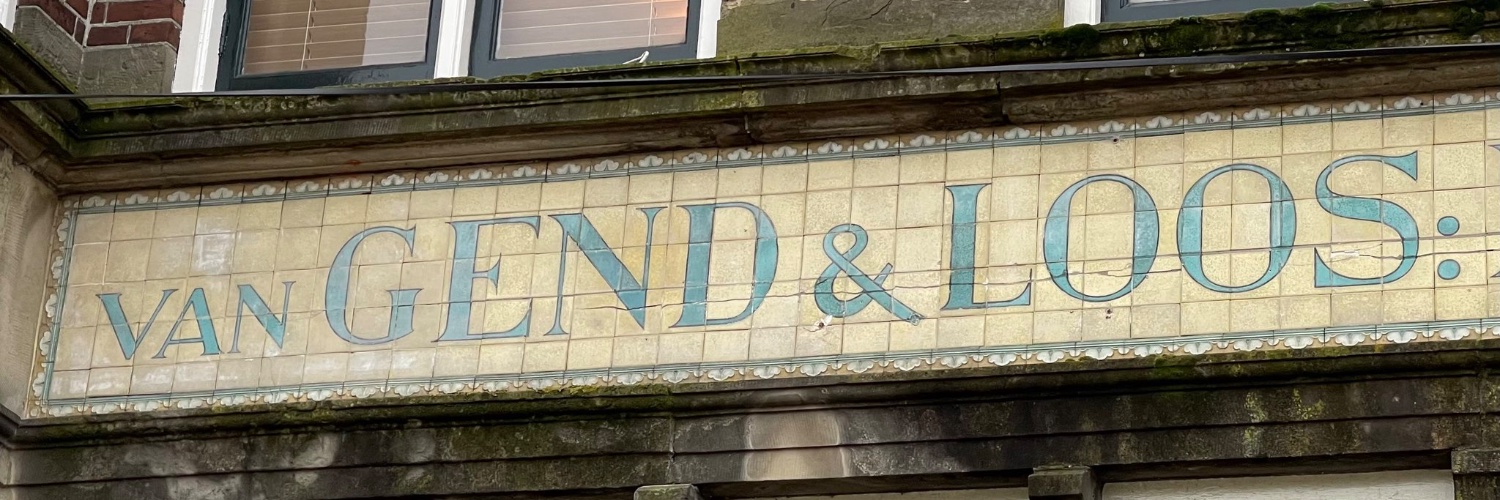 VAN GEND & LOOS: